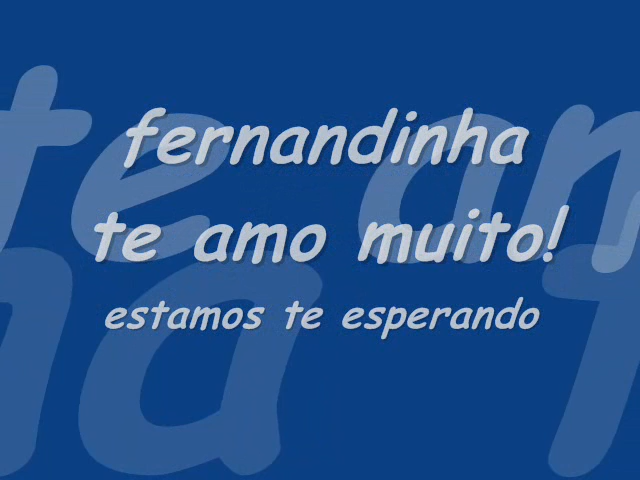 fernandinha
te amo muito!
estamos te esperando